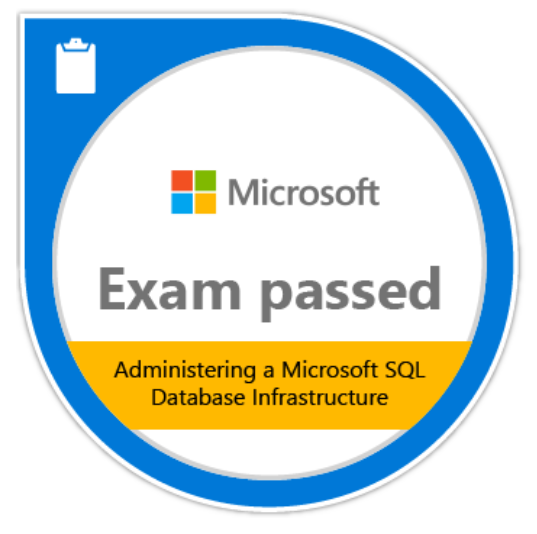 Microsoft
Exam passed
Administering a Microsoft SQL
Database Infrastructure